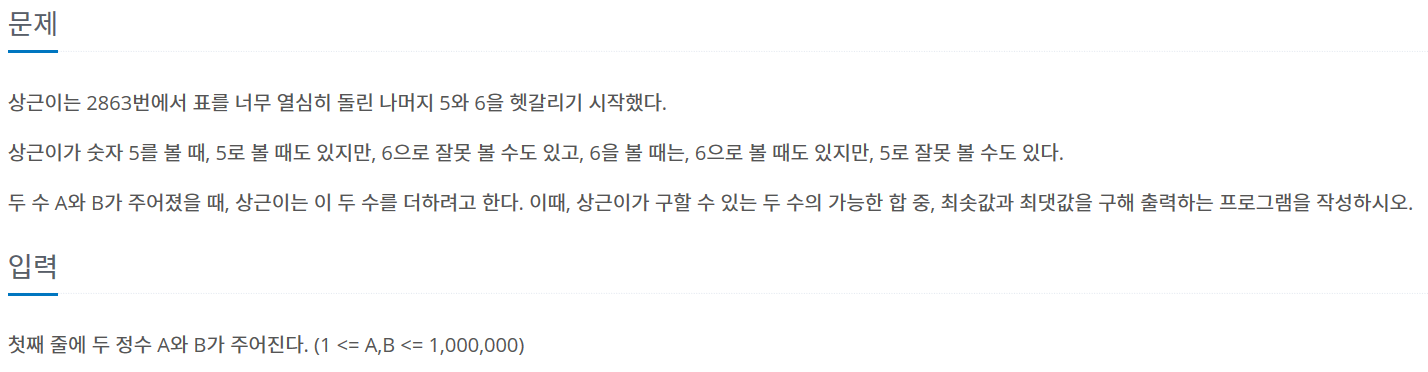 문제
상근이는 2863번에서 표를 너무 열심히 돌린 나머지 5와 6을 헷갈리기 시작했다.
상근이가 숫자 5를 볼 때, 5로 볼 때도 있지만, 6으로 잘못 볼 수도 있고, 6을 볼 때는, 6으로 볼 때도 있지만, 5로 잘못 볼 수도 있다.
두 수 A와 B가 주어졌을 때, 상근이는 이 두 수를 더하려고 한다. 이때, 상근이가 구할 수 있는 두 수의 가능한 합 중, 최솟값과 최댓값을 구해 출력하는 프로그램을 작성하시오.
입력
첫째 줄에 두 정수 A와 B가 주어진다. (1 <= A,B <= 1,000,000)